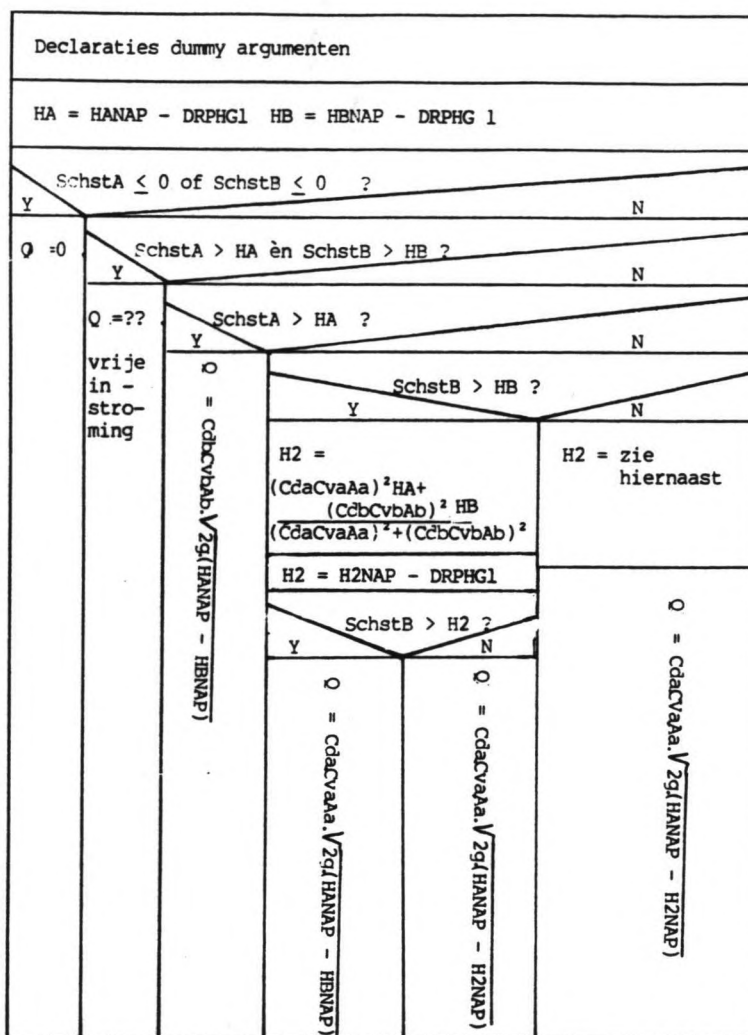 Declaraties dummy argumenten
HA = HANAP - DRPHG1 HB = HBNAP - DRPHG 1
SchstA ≤ 0 of SchstB ≤ 0 ?
Y N
Q =0
SchstA > HA èn SchstB > HB ?
Y N
Q =??
vrije
in -
stro-
ming
SchstA > HA ?
Y N
Q = CdbCvbAb.√2g(HANAP - HBNAP)
SchstB > HB ?
Y N
H2 =
(CdaCvaAa)²HA+
(CdbCvbAb)² HB
(CdaCvaAa)²+(CdbCvbAb)²
H2 = H2NAP - DRPHG1
SchstB > H2 ?
Y N
Q = CdaCvaAa.√2g(HANAP - HBNAP)
Q = CdaCvaAa.√2g(HANAP - H2NAP)
H2 = zie
hiernaast
Q = CdaCvaAa.√2g(HANAP - H2NAP)